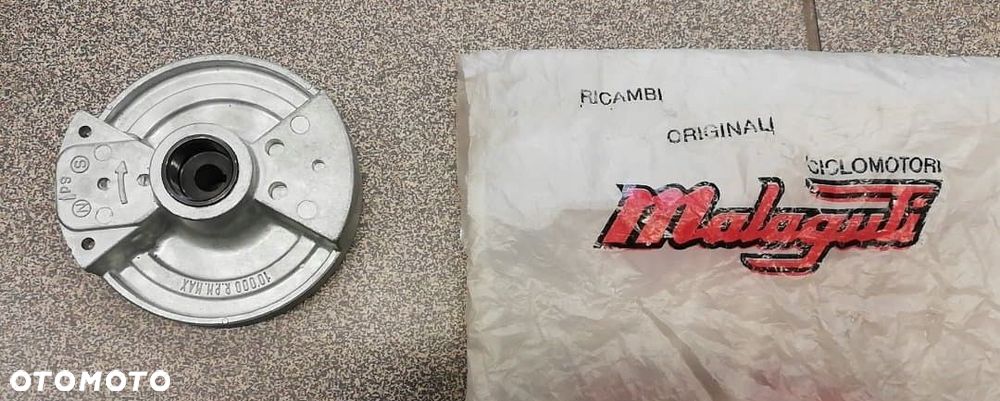 RICAMBI
ORIGINALI
CICLOMOTORI
Malaguti
S
N
10'000 R.P.M. MAX
OTOMOTO